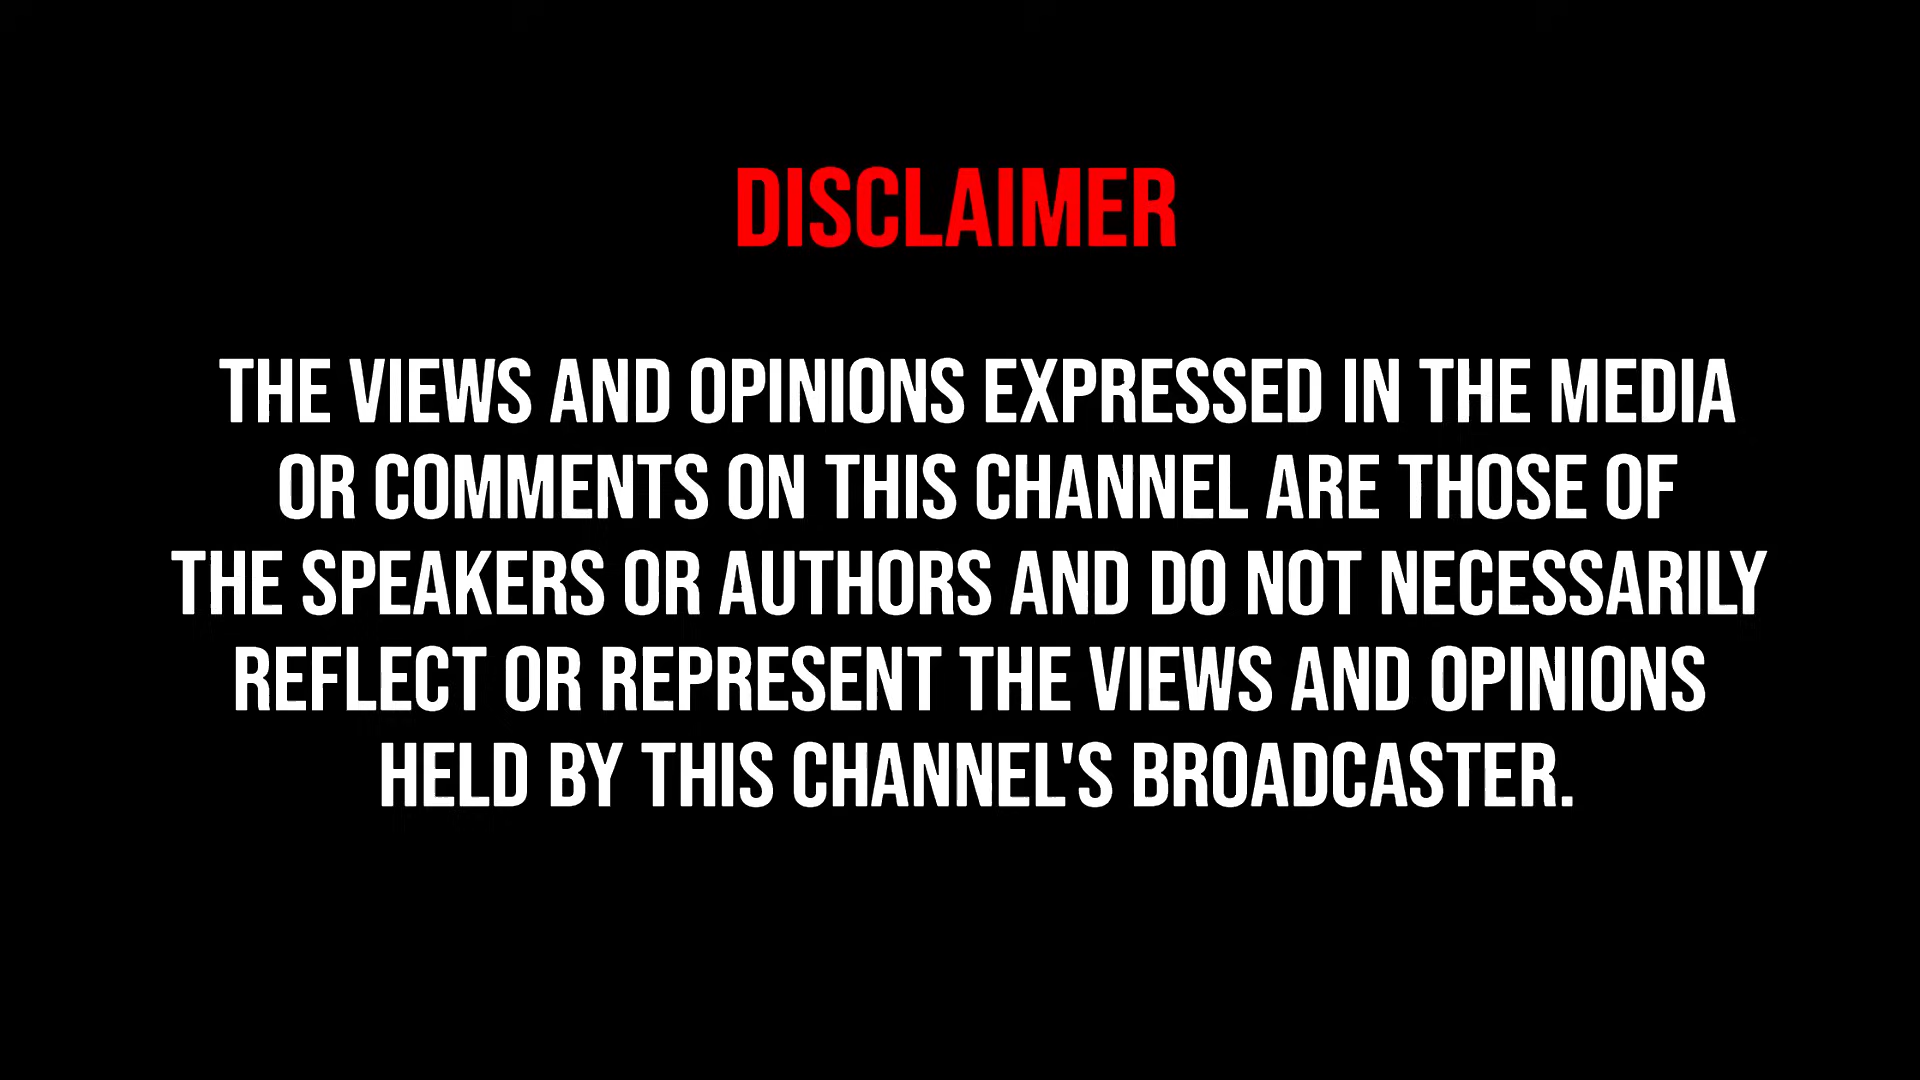 DISCLAIMER
THE VIEWS AND OPINIONS EXPRESSED IN THE MEDIA
OR COMMENTS ON THIS CHANNEL ARE THOSE OF
THE SPEAKERS OR AUTHORS AND DO NOT NECESSARILY
REFLECT OR REPRESENT THE VIEWS AND OPINIONS
HELD BY THIS CHANNEL'S BROADCASTER.